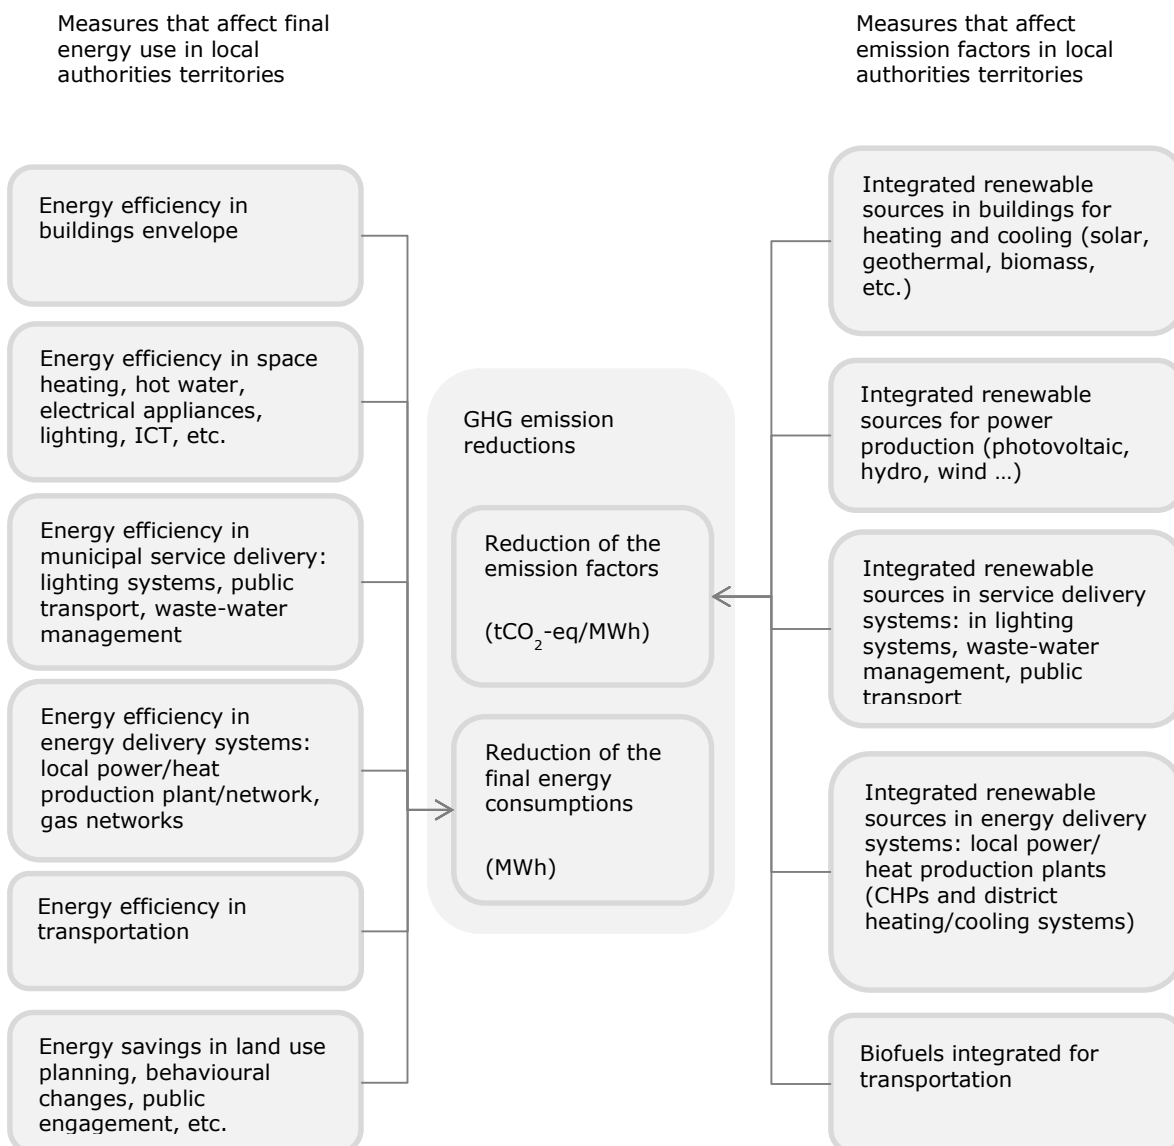 Measures that affect final
energy use in local
authorities territories
Measures that affect
emission factors in local
authorities territories
Energy efficiency in
buildings envelope
Energy efficiency in space
heating, hot water,
electrical appliances,
lighting, ICT, etc.
Energy efficiency in
municipal service delivery:
lighting systems, public
transport, waste-water
management
Energy efficiency in
energy delivery systems:
local power/heat
production plant/network,
gas networks
Energy efficiency in
transportation
Energy savings in land use
planning, behavioural
changes, public
engagement, etc.
GHG emission
reductions
Reduction of the
emission factors
(tCO₂-eq/MWh)
Reduction of the
final energy
consumptions
(MWh)
Integrated renewable
sources in buildings for
heating and cooling (solar,
geothermal, biomass,
etc.)
Integrated renewable
sources for power
production (photovoltaic,
hydro, wind …)
Integrated renewable
sources in service delivery
systems: in lighting
systems, waste-water
management, public
transport
Integrated renewable
sources in energy delivery
systems: local power/
heat production plants
(CHPs and district
heating/cooling systems)
Biofuels integrated for
transportation